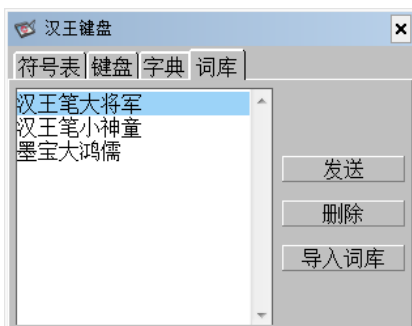 汉王键盘
符号表 键盘 字典 词库
汉王笔大将军
汉王笔小神童
墨宝大鸿儒
发送
删除
导入词库